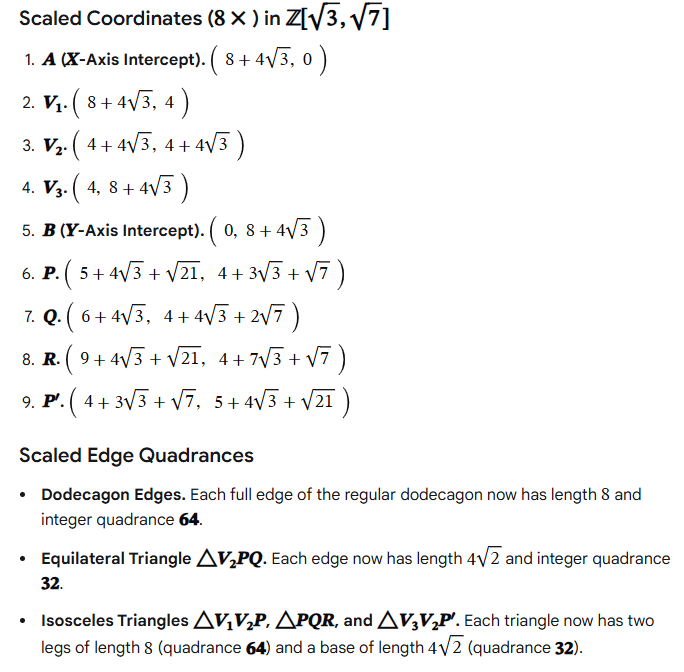 Scaled Coordinates (8 × ) in ℤ[√3, √7]
1. A (X-Axis Intercept). ( 8 + 4√3, 0 )
2. V₁. ( 8 + 4√3, 4 )
3. V₂. ( 4 + 4√3, 4 + 4√3 )
4. V₃. ( 4, 8 + 4√3 )
5. B (Y-Axis Intercept). ( 0, 8 + 4√3 )
6. P. ( 5 + 4√3 + √21, 4 + 3√3 + √7 )
7. Q. ( 6 + 4√3, 4 + 4√3 + 2√7 )
8. R. ( 9 + 4√3 + √21, 4 + 7√3 + √7 )
9. P′. ( 4 + 3√3 + √7, 5 + 4√3 + √21 )
Scaled Edge Quadrances
• Dodecagon Edges. Each full edge of the regular dodecagon now has length 8 and
integer quadrance 64.
• Equilateral Triangle △V₂PQ. Each edge now has length 4√2 and integer quadrance
32.
• Isosceles Triangles △V₁V₂P, △PQR, and △V₃V₂P′. Each triangle now has two
legs of length 8 (quadrance 64) and a base of length 4√2 (quadrance 32).